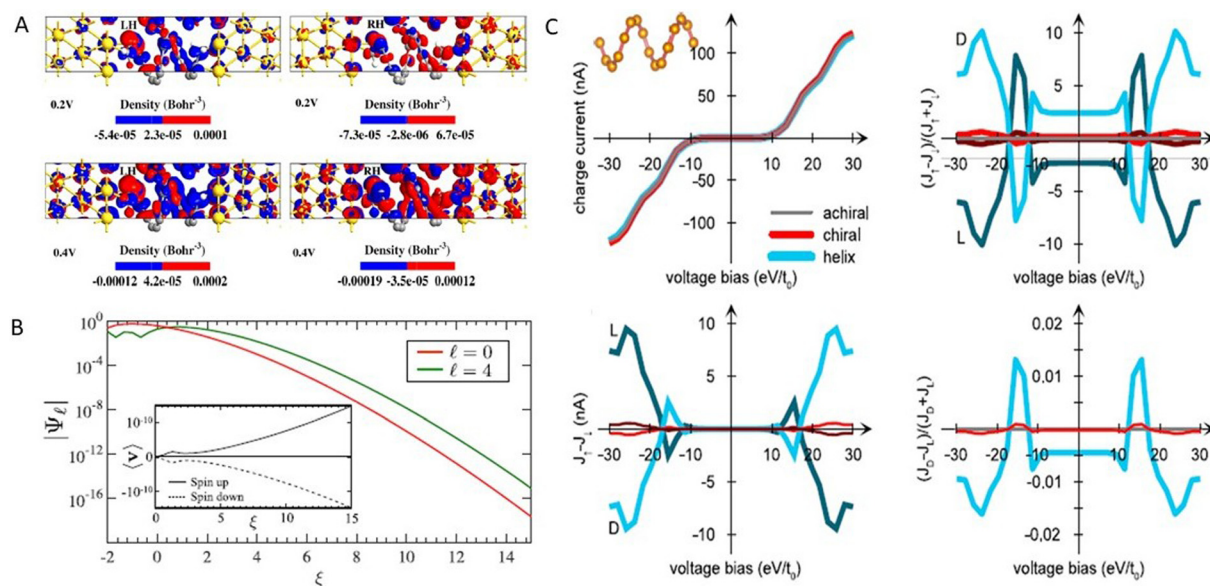 A
LH
RH
0.2V
Density (Bohr⁻³)
-5.4e-05 2.3e-05 0.0001
0.2V
Density (Bohr⁻³)
-7.3e-05 -2.8e-06 6.7e-05
LH
RH
0.4V
Density (Bohr⁻³)
-0.00012 4.2e-05 0.0002
0.4V
Density (Bohr⁻³)
-0.00019 -3.5e-05 0.00012
B
|Ψℓ|
10⁰
10⁻⁴
10⁻⁸
10⁻¹²
10⁻¹⁶
ℓ = 0
ℓ = 4
⟨v⟩
10⁻¹⁰
0
-10⁻¹⁰
Spin up
Spin down
0 5 10 15
ξ
-2 0 2 4 6 8 10 12 14
ξ
C
charge current (nA)
100
50
-50
-100
-30 -20 -10 10 20 30
achiral
chiral
helix
voltage bias (eV/t₀)
(J↑-J↓)/(J↑+J↓)
D
L
10
5
-5
-10
-30 -20 -10 10 20 30
voltage bias (eV/t₀)
J↑-J↓ (nA)
L
D
10
5
-5
-10
-30 -20 -10 10 20 30
voltage bias (eV/t₀)
(J_D-J_L)/(J_D+J_L)
0.02
0.01
-0.01
-0.02
-30 -20 -10 10 20 30
voltage bias (eV/t₀)